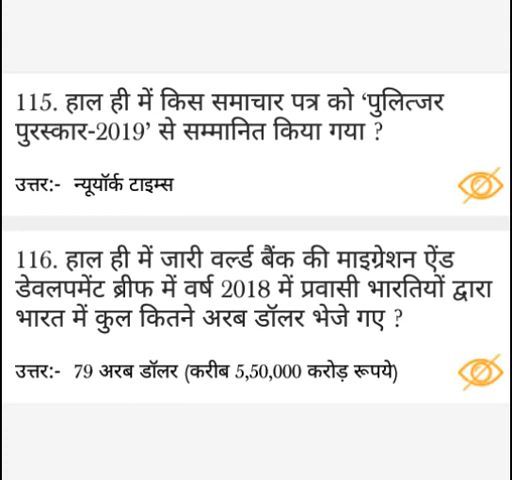 115. हाल ही में किस समाचार पत्र को ‘पुलित्जर
पुरस्कार-2019’ से सम्मानित किया गया ?
उत्तर:- न्यूयॉर्क टाइम्स
116. हाल ही में जारी वर्ल्ड बैंक की माइग्रेशन ऐंड
डेवलपमेंट ब्रीफ में वर्ष 2018 में प्रवासी भारतियों द्वारा
भारत में कुल कितने अरब डॉलर भेजे गए ?
उत्तर:- 79 अरब डॉलर (करीब 5,50,000 करोड़ रूपये)